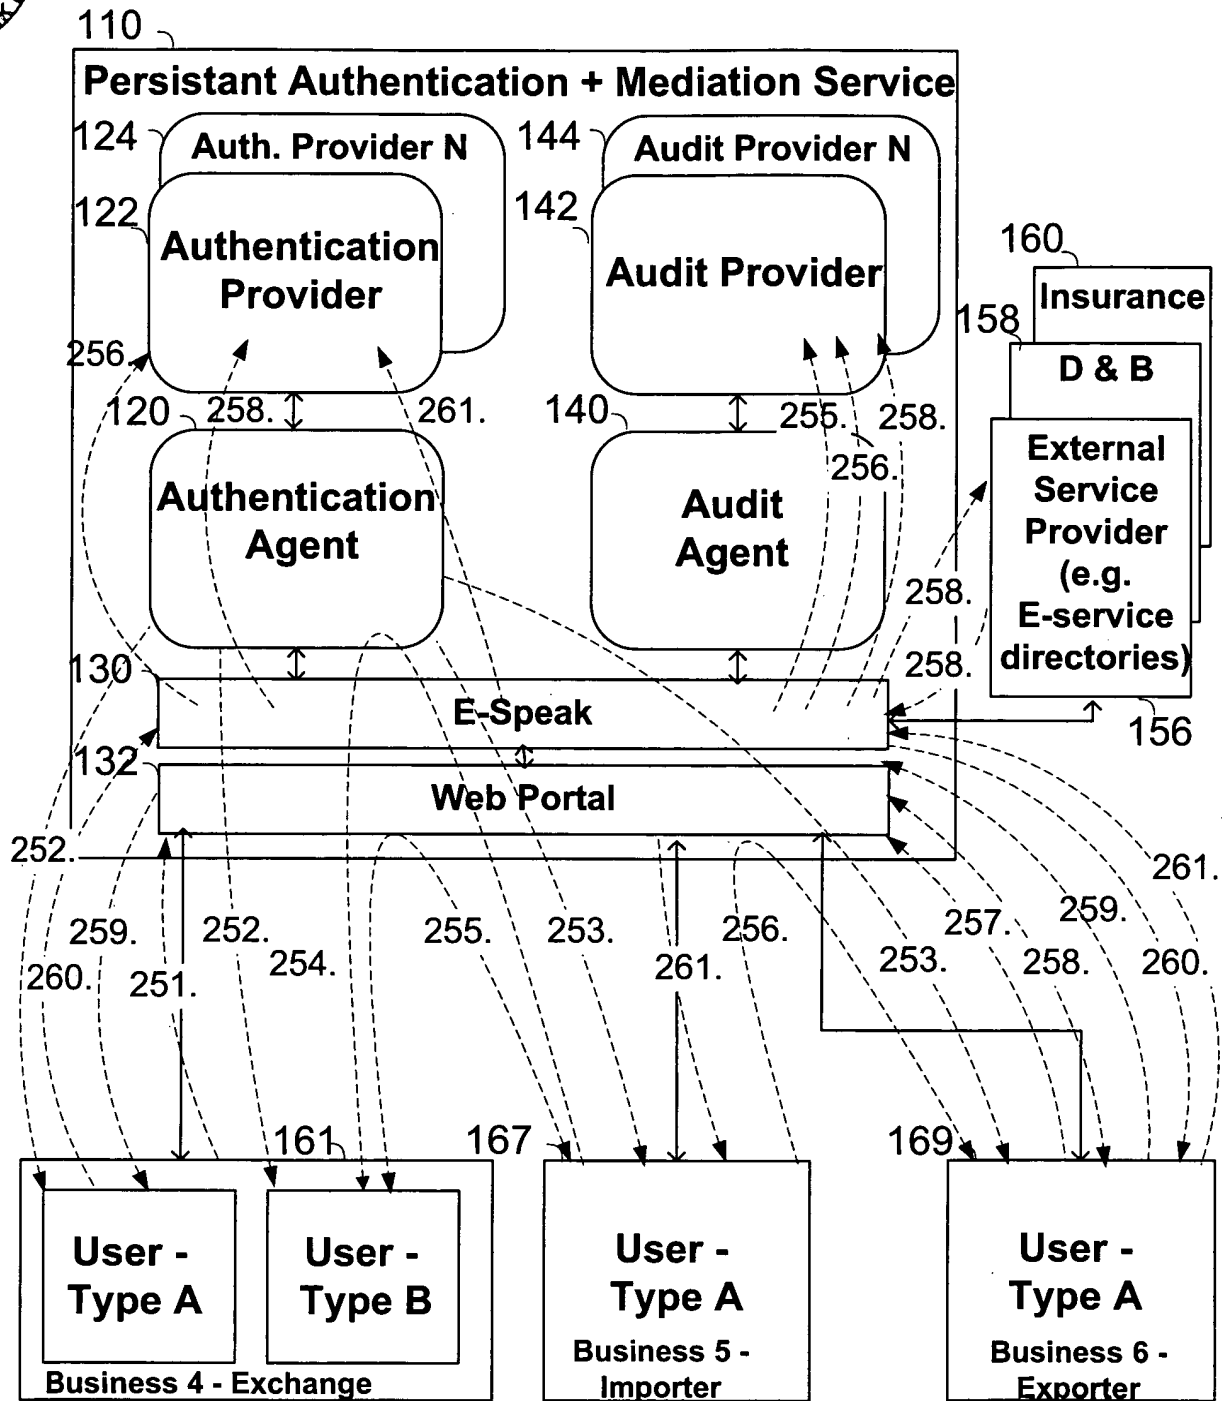 110
Persistant Authentication + Mediation Service
124
Auth. Provider N
144
Audit Provider N
122
Authentication
Provider
142
Audit Provider
160
Insurance
158
D & B
External
Service
Provider
(e.g.
E-service
directories)
156
256.
258.
261.
255.
258.
256.
120
Authentication
Agent
140
Audit
Agent
258.
258.
130
E-Speak
132
Web Portal
252.
259.
260.
251.
252.
254.
255.
253.
261.
256.
253.
257.
258.
259.
260.
261.
161
User -
Type A
User -
Type B
Business 4 - Exchange
167
User -
Type A
Business 5 -
Importer
169
User -
Type A
Business 6 -
Exporter